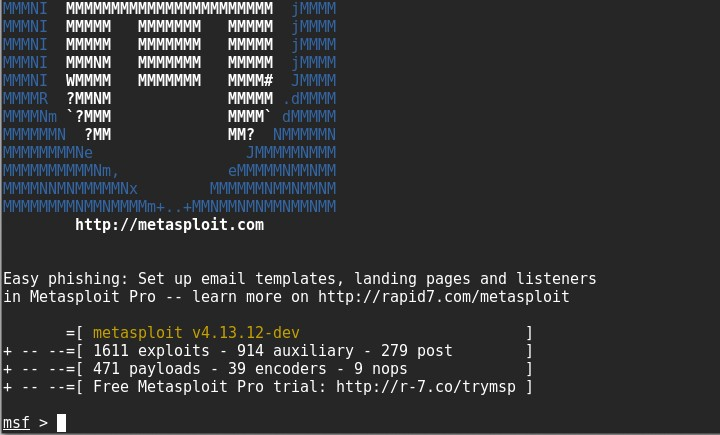 MMMNI  MMMMMMMMMMMMMMMMMMMMMMM  jMMMM
MMMNI  MMMMM   MMMMMMM   MMMMM  jMMMM
MMMNI  MMMMM   MMMMMMM   MMMMM  jMMMM
MMMNI  MMMNM   MMMMMMM   MMMMM  jMMMM
MMMNI  WMMMM   MMMMMMM   MMMM#  JMMMM
MMMMR  ?MMNM             MMMMM .dMMMM
MMMMNm `?MMM             MMMM` dMMMMM
MMMMMMN  ?MM             MM?  NMMMMMN
MMMMMMMMNe                 JMMMMMNMMM
MMMMMMMMMMNm,            eMMMMMNMMNMM
MMMMNNMNMMMMMNx        MMMMMMNMMNMMNM
MMMMMMMMNMMNMMMMm+..+MMNMMNMNMMNMMNMM
        http://metasploit.com
Easy phishing: Set up email templates, landing pages and listeners
in Metasploit Pro -- learn more on http://rapid7.com/metasploit
       =[ metasploit v4.13.12-dev                         ]
+ -- --=[ 1611 exploits - 914 auxiliary - 279 post        ]
+ -- --=[ 471 payloads - 39 encoders - 9 nops             ]
+ -- --=[ Free Metasploit Pro trial: http://r-7.co/trymsp ]
msf >